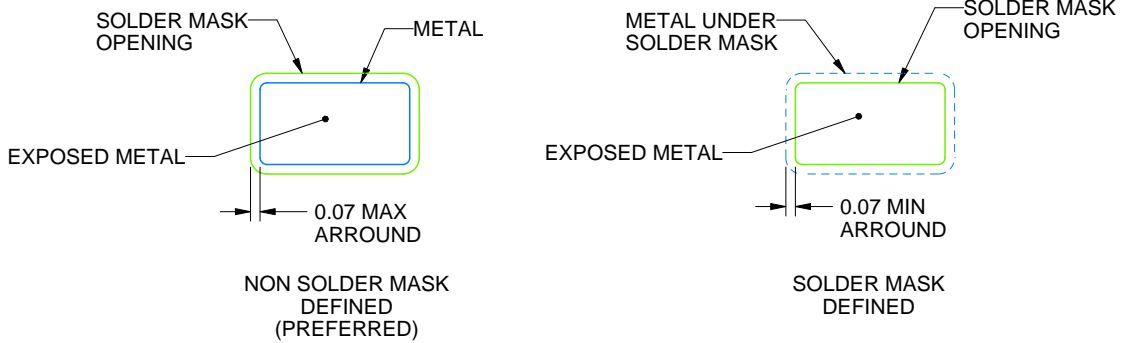 SOLDER MASK
OPENING
METAL
EXPOSED METAL
0.07 MAX
ARROUND
NON SOLDER MASK
DEFINED
(PREFERRED)
METAL UNDER
SOLDER MASK
SOLDER MASK
OPENING
EXPOSED METAL
0.07 MIN
ARROUND
SOLDER MASK
DEFINED